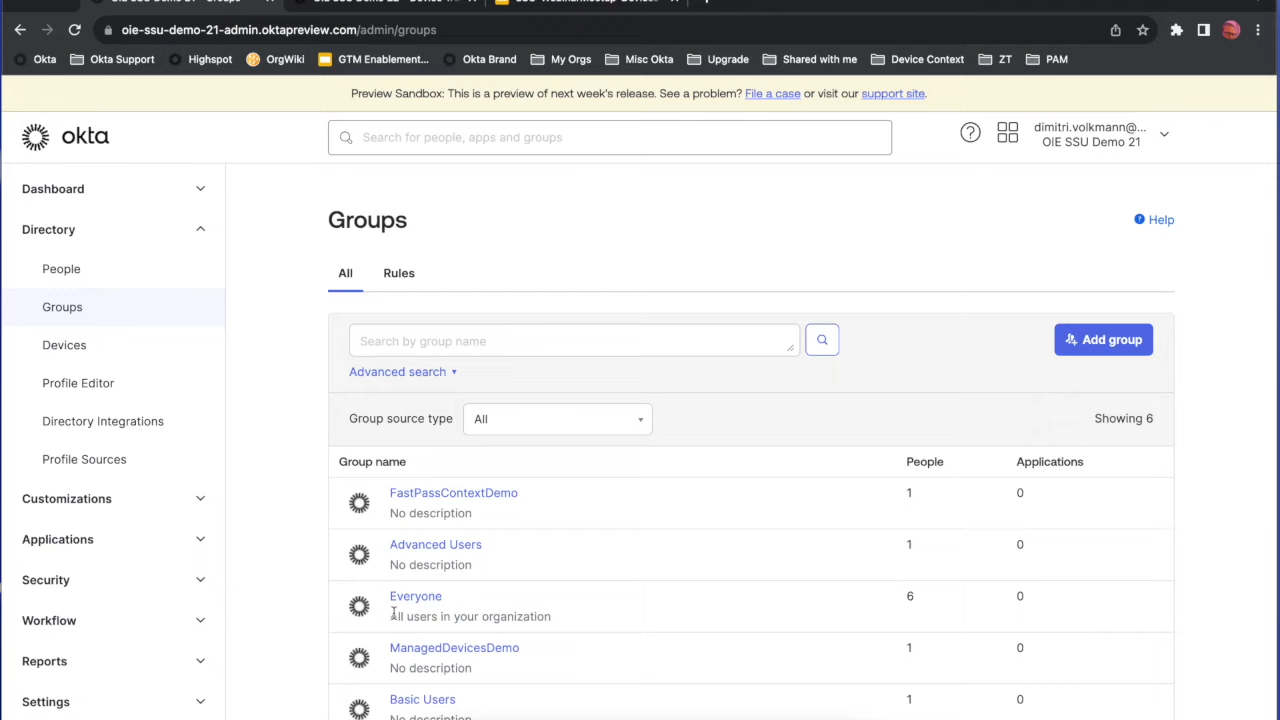 oie-ssu-demo-21-admin.oktapreview.com/admin/groups
Okta Okta Support Highspot OrgWiki GTM Enablement... Okta Brand My Orgs Misc Okta Upgrade Shared with me Device Context ZT PAM
Preview Sandbox: This is a preview of next week's release. See a problem? File a case or visit our support site.
okta
Search for people, apps and groups
dimitri.volkmann@...
OIE SSU Demo 21
Dashboard
Directory
People
Groups
Devices
Profile Editor
Directory Integrations
Profile Sources
Customizations
Applications
Security
Workflow
Reports
Settings
Groups
Help
All Rules
Search by group name
Add group
Advanced search
Group source type All Showing 6
Group name People Applications
FastPassContextDemo 1 0
No description
Advanced Users 1 0
No description
Everyone 6 0
All users in your organization
ManagedDevicesDemo 1 0
No description
Basic Users 1 0
No description